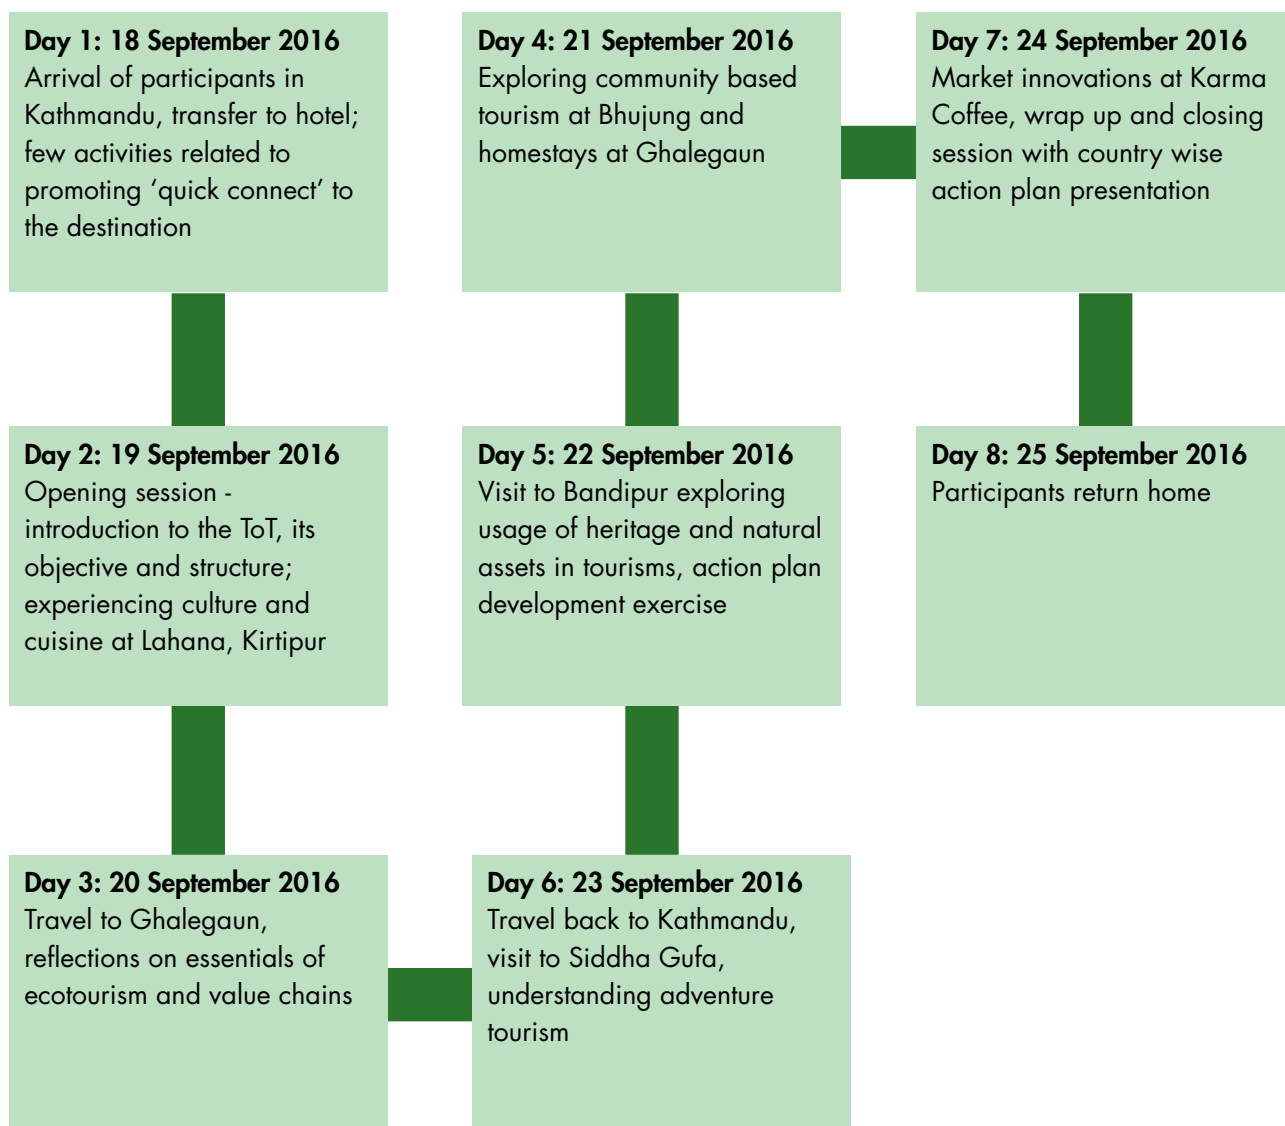 Day 1: 18 September 2016
Arrival of participants in
Kathmandu, transfer to hotel;
few activities related to
promoting ‘quick connect’ to
the destination
Day 2: 19 September 2016
Opening session -
introduction to the ToT, its
objective and structure;
experiencing culture and
cuisine at Lahana, Kirtipur
Day 3: 20 September 2016
Travel to Ghalegaun,
reflections on essentials of
ecotourism and value chains
Day 4: 21 September 2016
Exploring community based
tourism at Bhujung and
homestays at Ghalegaun
Day 5: 22 September 2016
Visit to Bandipur exploring
usage of heritage and natural
assets in tourisms, action plan
development exercise
Day 6: 23 September 2016
Travel back to Kathmandu,
visit to Siddha Gufa,
understanding adventure
tourism
Day 7: 24 September 2016
Market innovations at Karma
Coffee, wrap up and closing
session with country wise
action plan presentation
Day 8: 25 September 2016
Participants return home